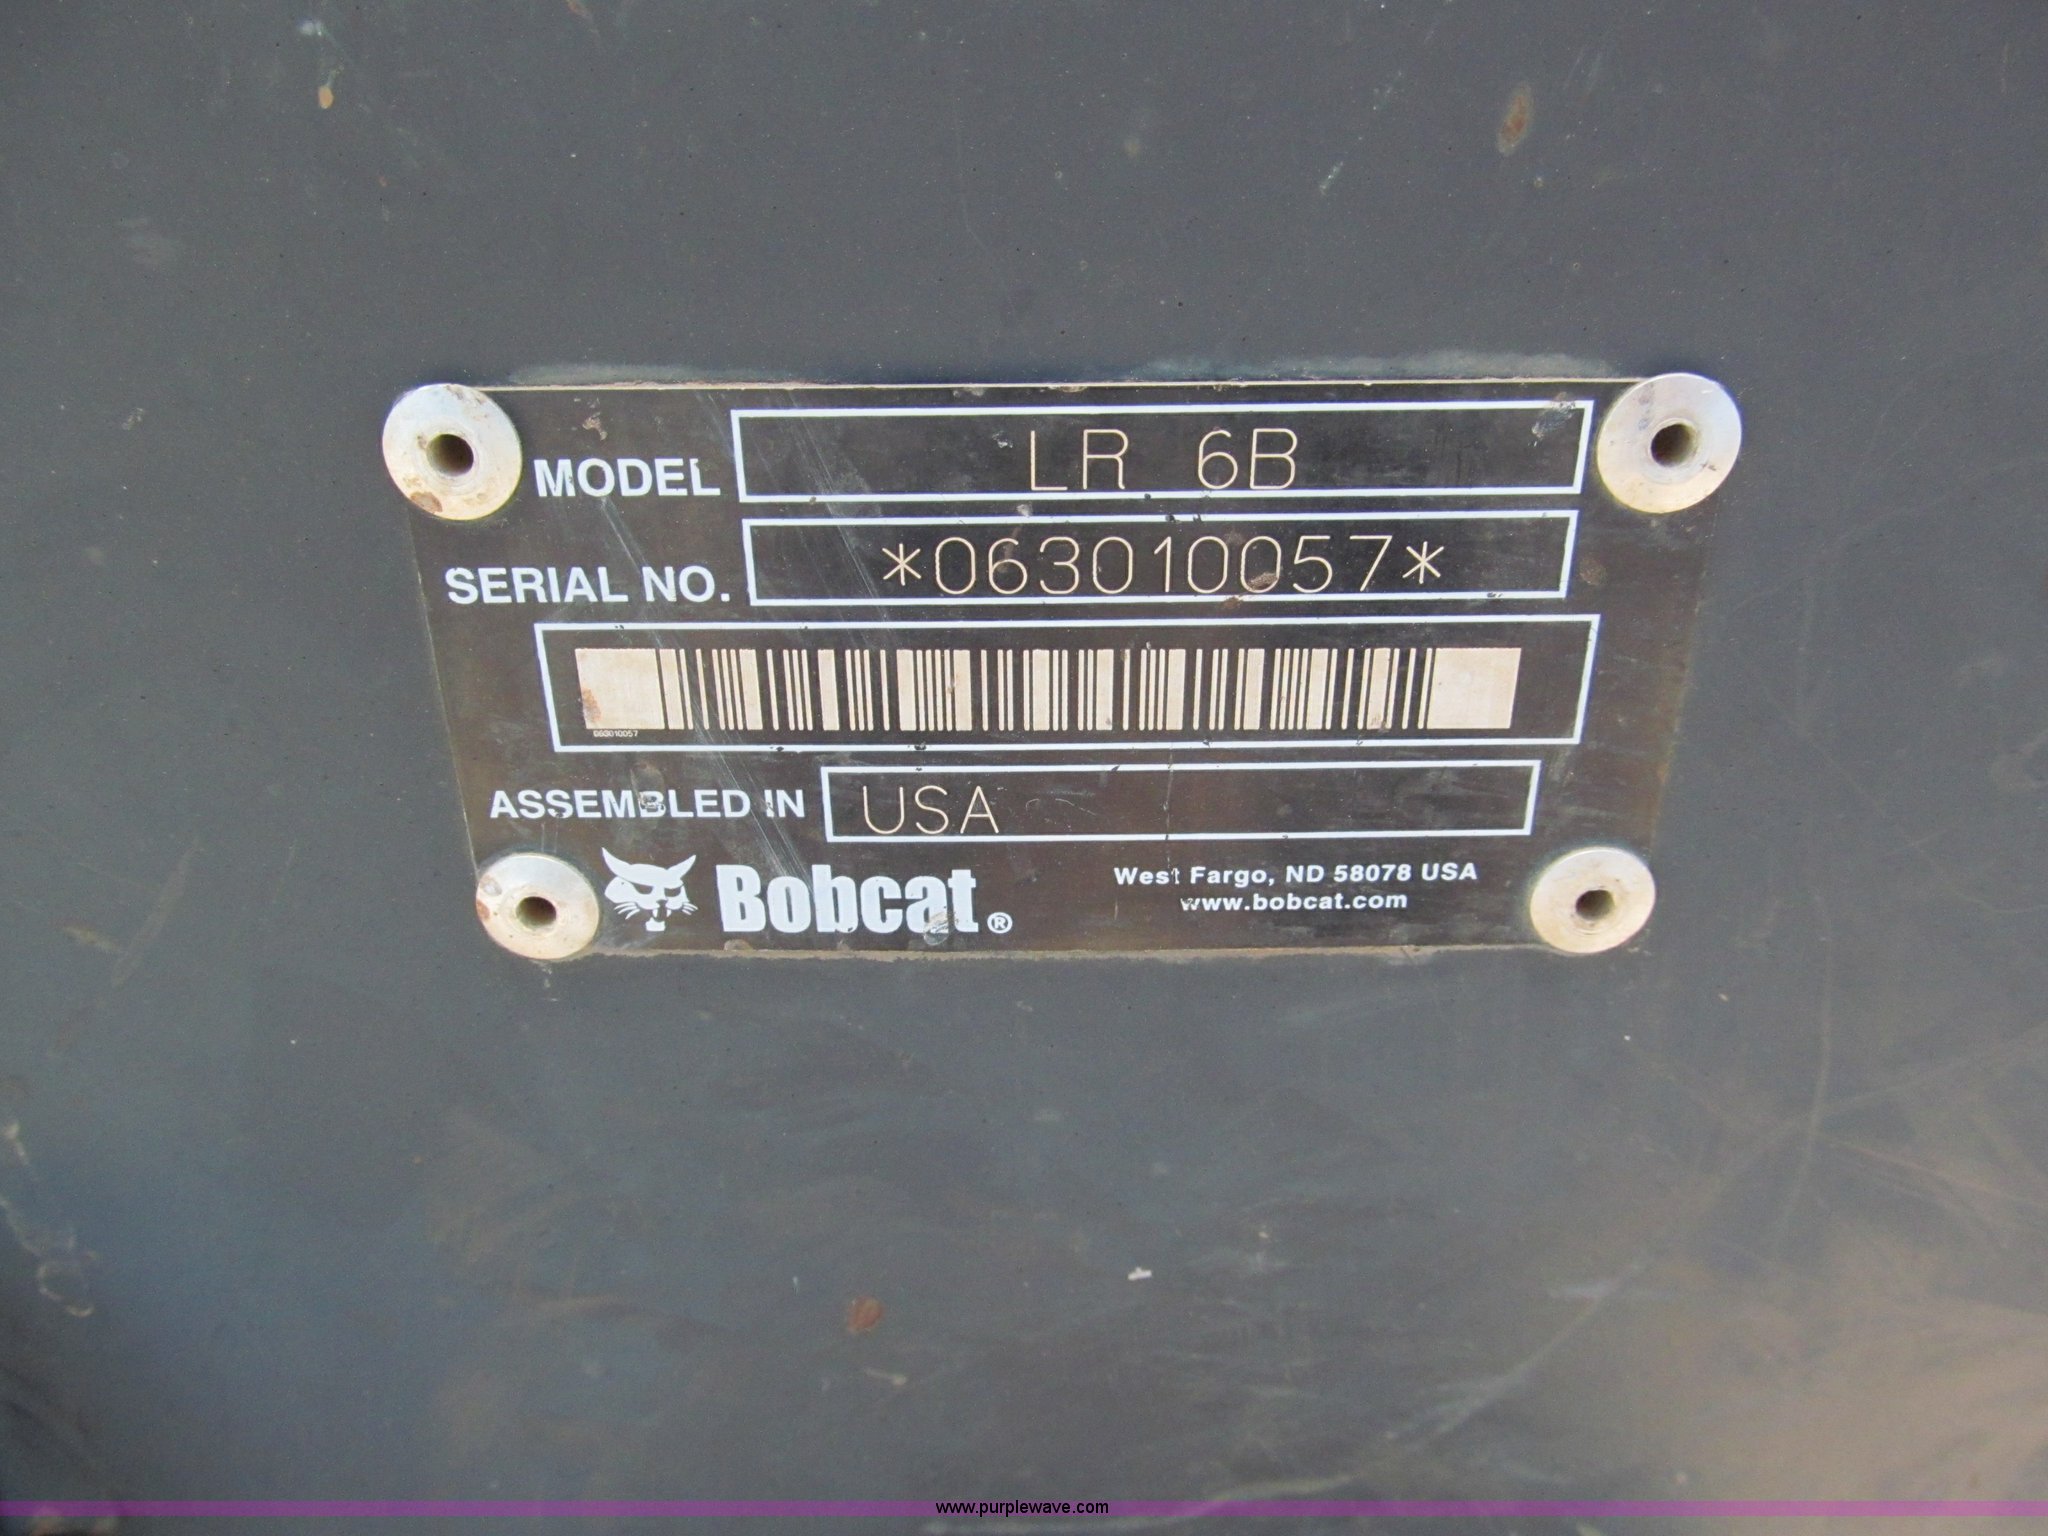 MODEL LR 6B
SERIAL NO. *063010057*
063010057
ASSEMBLED IN USA
Bobcat®
West Fargo, ND 58078 USA
www.bobcat.com
www.purplewave.com